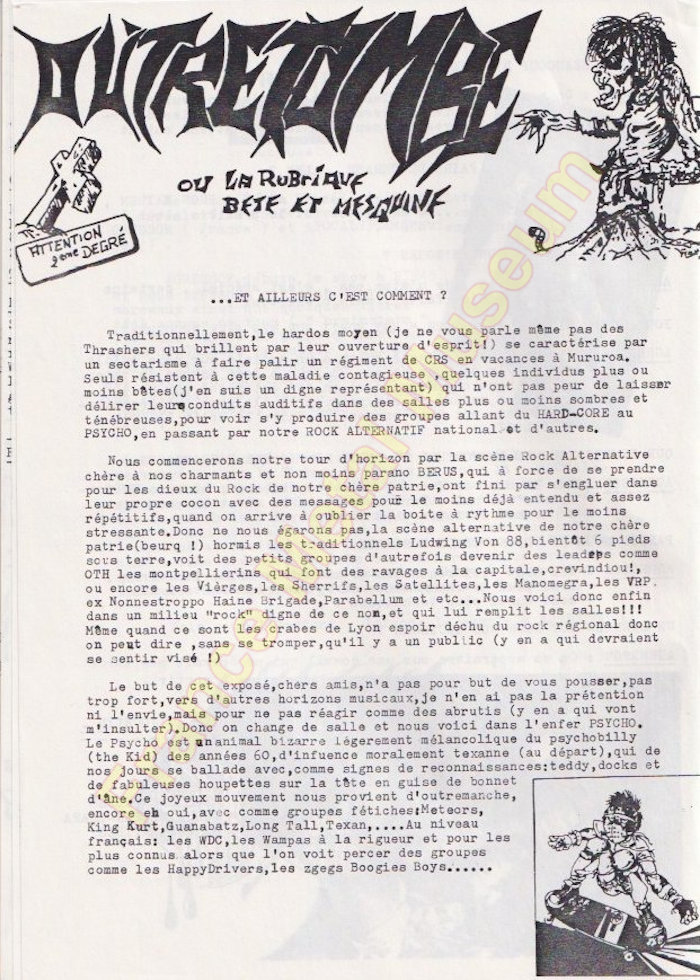 OUTRETOMBE
OU LA RUBRIQUE
BETE ET MESQUINE
ATTENTION
2eme DEGRÉ
...ET AILLEURS C'EST COMMENT ?
Traditionnellement,le hardos moyen (je ne vous parle même pas des
Thrashers qui brillent par leur ouverture d'esprit!) se caractérise par
un sectarisme à faire palir un régiment de CRS en vacances à Mururoa.
Seuls résistent à cette maladie contagieuse ,quelques individus plus ou
moins bêtes(j'en suis un digne représentant) qui n'ont pas peur de laisser
délirer leurs conduits auditifs dans des salles plus ou moins sombres et
ténébreuses,pour voir s'y produire des groupes allant du HARD-CORE au
PSYCHO,en passant par notre ROCK ALTERNATIF national et d'autres.
Nous commencerons notre tour d'horizon par la scène Rock Alternative
chère à nos charmants et non moins parano BERUS,qui à force de se prendre
pour les dieux du Rock de notre chère patrie,ont fini par s'engluer dans
leur propre cocon avec des messages pour le moins déjà entendu et assez
répétitifs,quand on arrive à oublier la boite à rythme pour le moins
stressante.Donc ne nous égarons pas,la scène alternative de notre chère
patrie(beurq !) hormis les traditionnels Ludwing Von 88,bientôt 6 pieds
sous terre,voit des petits groupes d'autrefois devenir des leaders comme
OTH les montpellierins qui font des ravages à la capitale,crevindiou!,
ou encore les Vièrges,les Sherrifs,les Satellites,les Manomegra,les VRP.
ex Nonnestroppo Haine Brigade,Parabellum et etc...Nous voici donc enfin
dans un milieu "rock" digne de ce nom,et qui lui remplit les salles!!!
Même quand ce sont les crabes de Lyon espoir déchu du rock régional donc
on peut dire ,sans se tromper,qu'il y a un publlic (y en a qui devraient
se sentir visé !)
Le but de cet exposé,chers amis,n'a pas pour but de vous pousser,pas
trop fort,vers d'autres horizons musicaux,je n'en ai pas la prétention
ni l'envie,mais pour ne pas réagir comme des abrutis (y en a qui vont
m'insulter).Donc on change de salle et nous voici dans l'enfer PSYCHO.
Le Psycho est un animal bizarre légerement mélancolique du psychobilly
(the Kid) des années 60,d'infuence moralement texanne (au départ),qui de
nos jours se ballade avec,comme signes de reconnaissances:teddy,docks et
de fabuleuses houpettes sur la tête en guise de bonnet
d'âne.Ce joyeux mouvement nous provient d'outremanche,
encore eh oui,avec comme groupes fétiches:Meteors,
King Kurt,Guanabatz,Long Tall,Texan,....Au niveau
français: les WDC,les Wampas à la rigueur et pour les
plus connus alors que l'on voit percer des groupes
comme les HappyDrivers,les zgegs Boogies Boys......
France Metal Museum